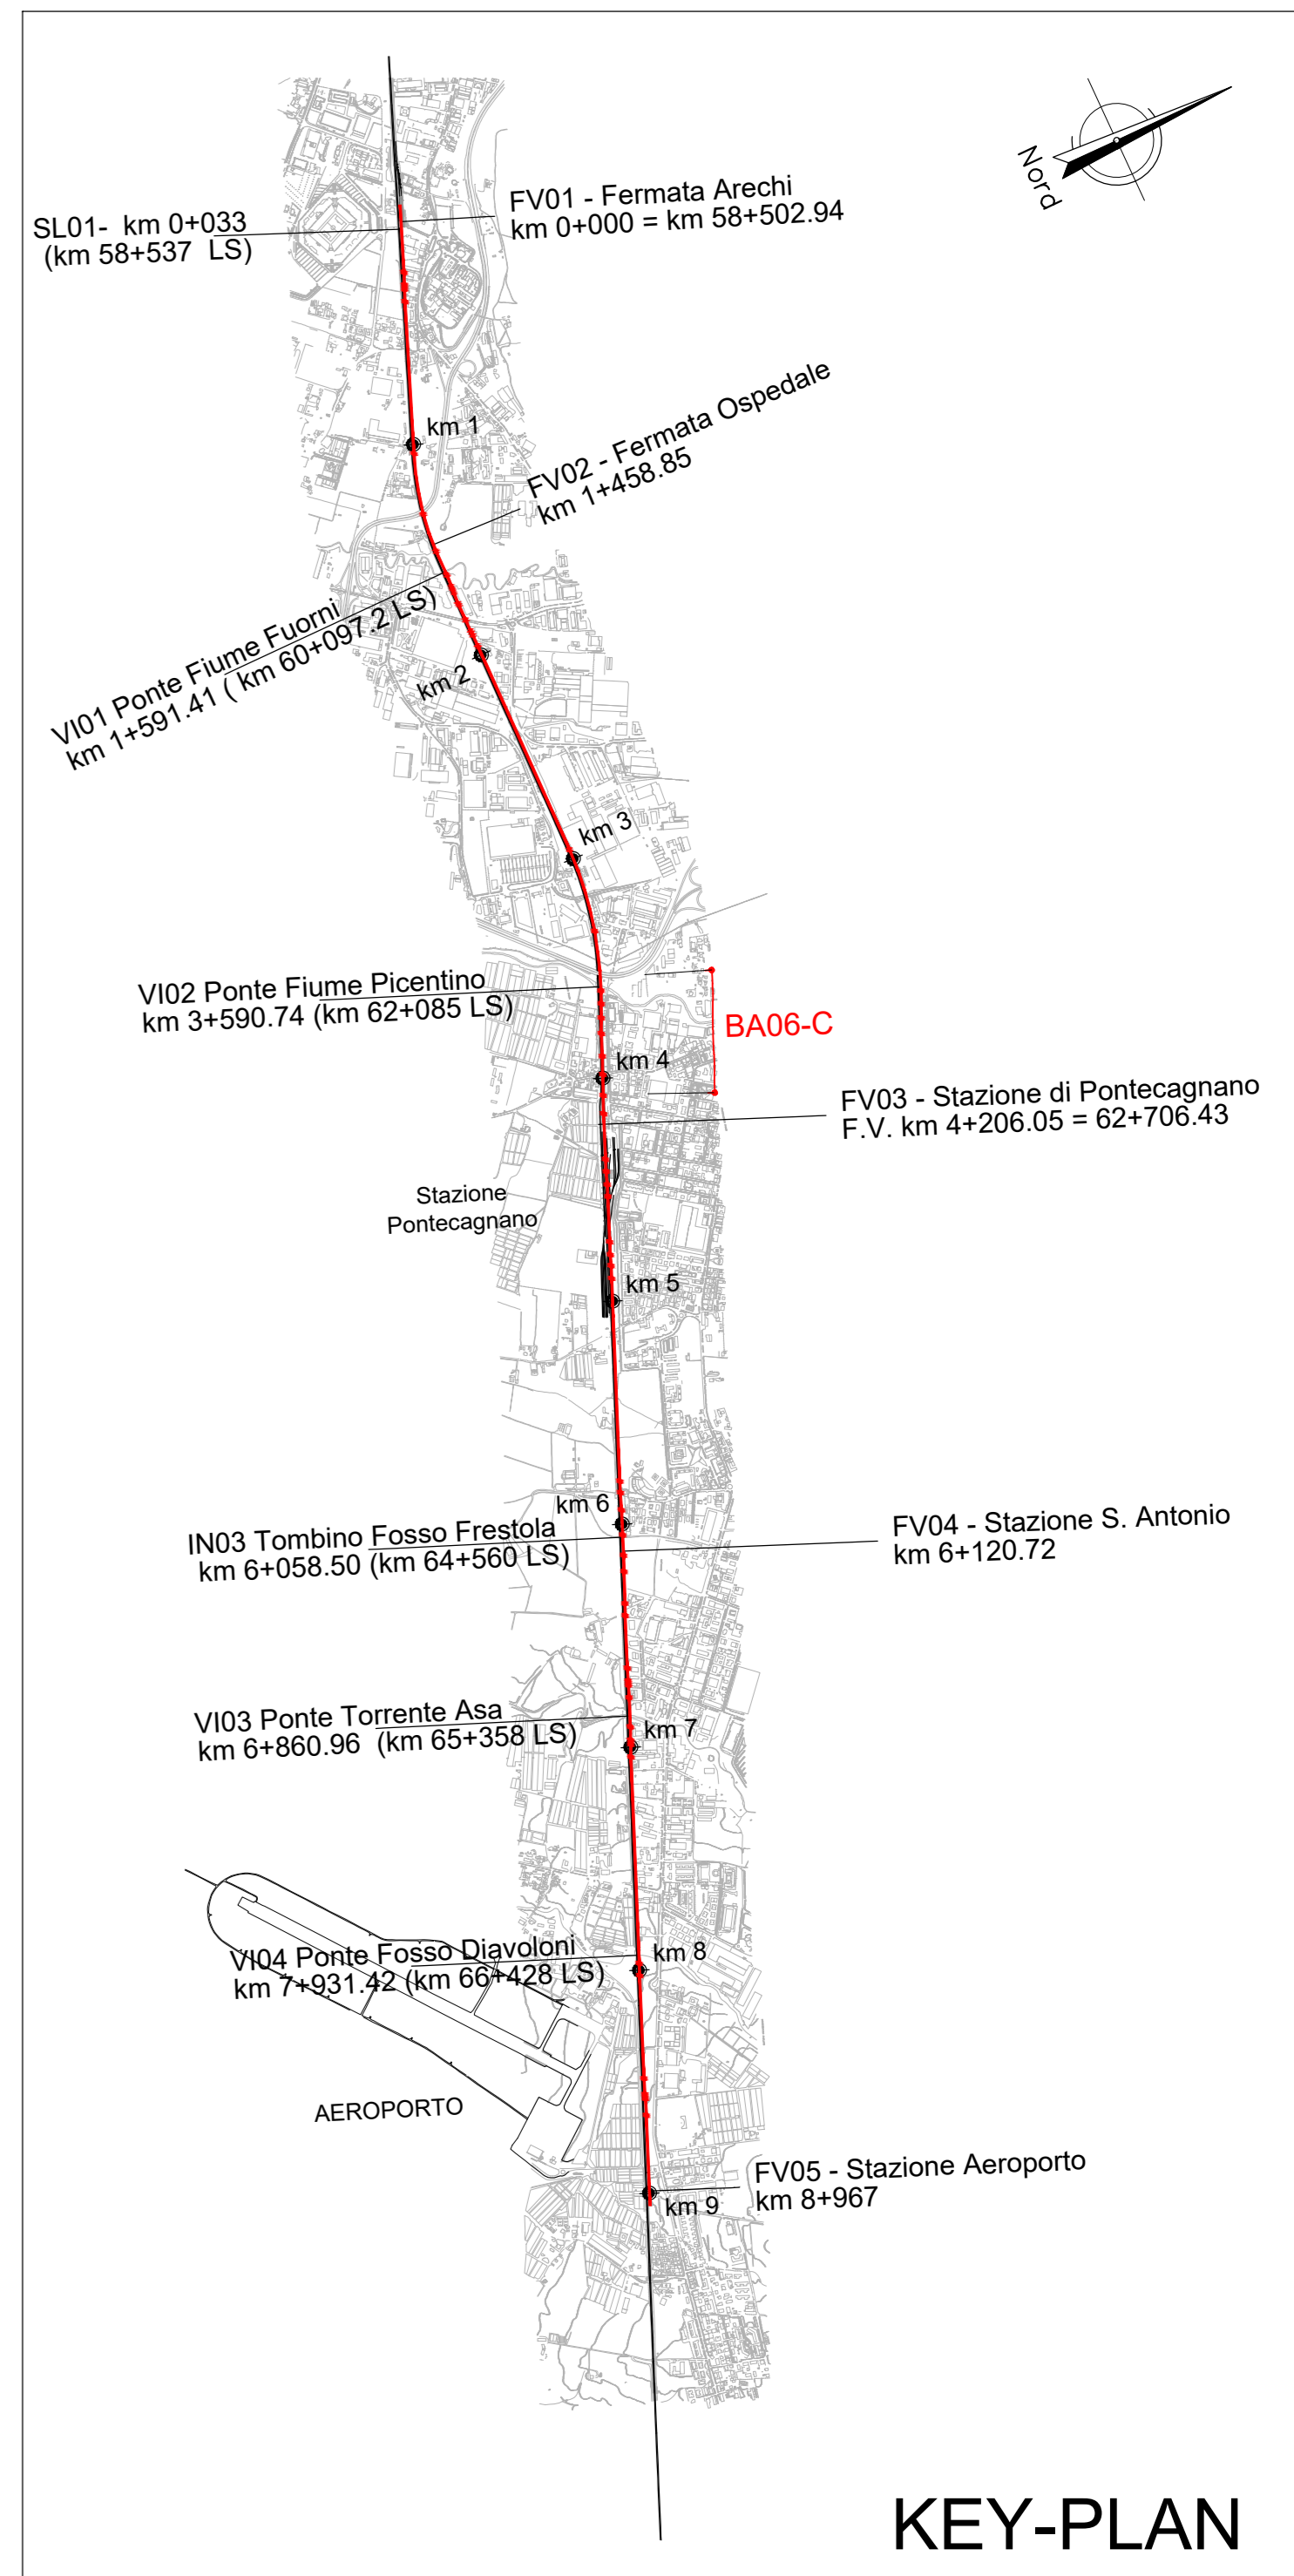 Nord
FV01 - Fermata Arechi
km 0+000 = km 58+502.94
SL01-  km 0+033
(km 58+537  LS)
km 1
FV02 - Fermata Ospedale
km 1+458.85
VI01 Ponte Fiume Fuorni
km 1+591.41 ( km 60+097.2 LS)
km 2
km 3
VI02 Ponte Fiume Picentino
km 3+590.74 (km 62+085 LS)
BA06-C
km 4
FV03 - Stazione di Pontecagnano
F.V. km 4+206.05 = 62+706.43
Stazione
Pontecagnano
km 5
km 6
IN03 Tombino Fosso Frestola
km 6+058.50 (km 64+560 LS)
FV04 - Stazione S. Antonio
km 6+120.72
VI03 Ponte Torrente Asa
km 6+860.96  (km 65+358 LS)
km 7
VI04 Ponte Fosso Diavoloni
km 7+931.42 (km 66+428 LS)
km 8
AEROPORTO
FV05 - Stazione Aeroporto
km 8+967
km 9
KEY-PLAN